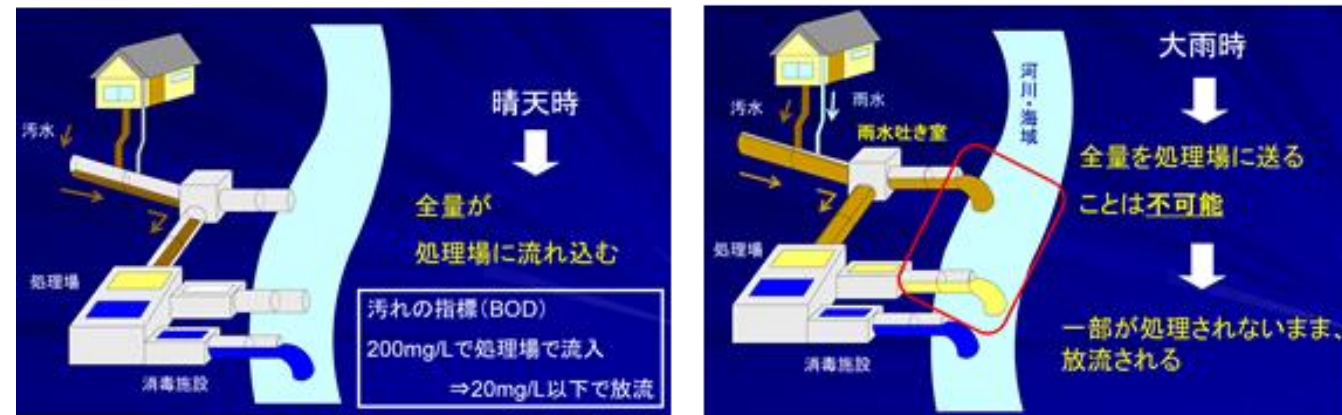 晴天時
汚水
全量が
処理場に流れ込む
処理場
汚れの指標(BOD)
200mg/Lで処理場で流入
⇒20mg/L以下で放流
消毒施設
大雨時
河川・海域
汚水
雨水
雨水吐き室
全量を処理場に送る
ことは不可能
処理場
一部が処理されないまま、
放流される
消毒施設